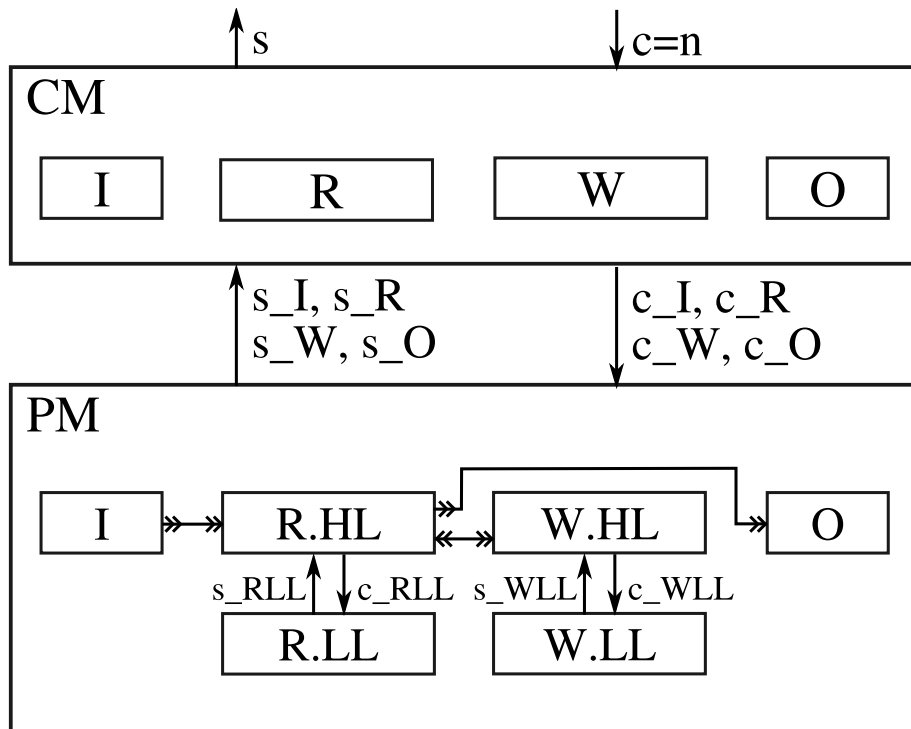 s
c=n
CM
I
R
W
O
s_I, s_R
s_W, s_O
c_I, c_R
c_W, c_O
PM
I
R.HL
W.HL
O
s_RLL
c_RLL
s_WLL
c_WLL
R.LL
W.LL